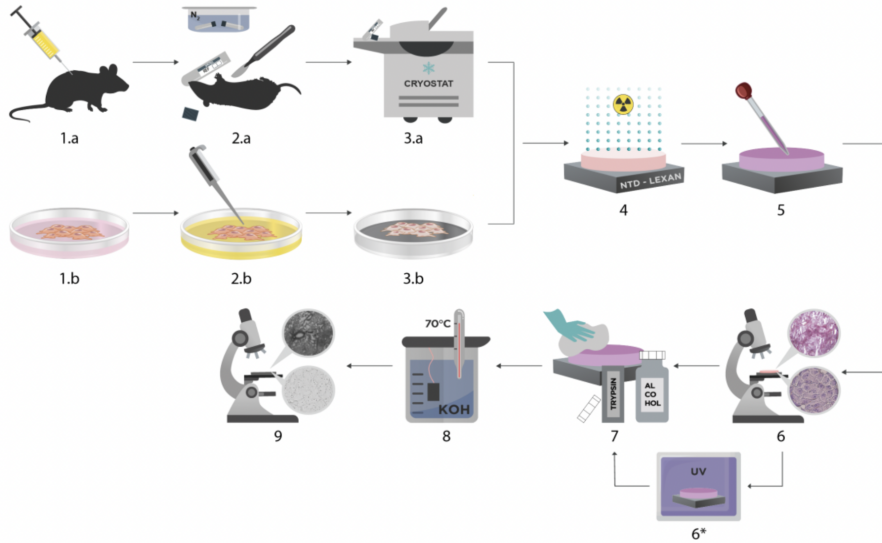 N₂
CRYOSTAT
1.a
2.a
3.a
NTD - LEXAN
4
5
1.b
2.b
3.b
70°C
KOH
TRYPSIN
AL
CO
HOL
9
8
7
6
UV
6*